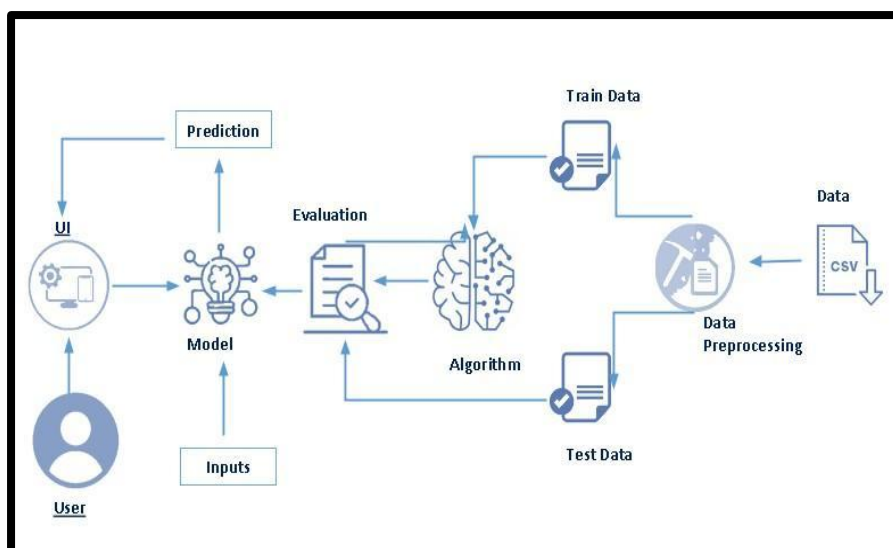 Train Data
Prediction
Data
Evaluation
UI
CSV
Data
Preprocessing
Model
Algorithm
Test Data
Inputs
User